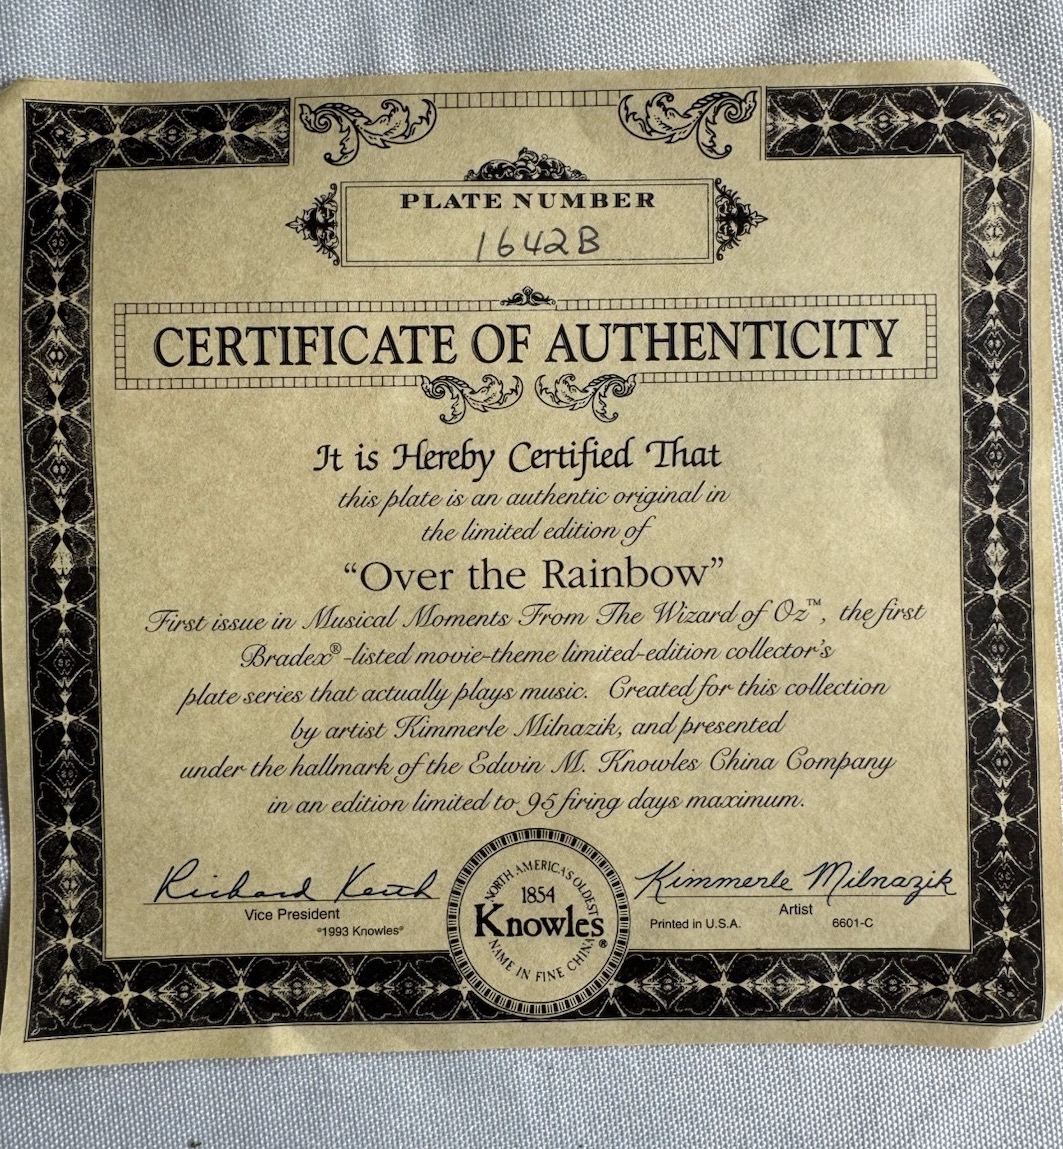 PLATE NUMBER
1642B
CERTIFICATE OF AUTHENTICITY
It is Hereby Certified That
this plate is an authentic original in
the limited edition of
“Over the Rainbow”
First issue in Musical Moments From The Wizard of Oz™, the first
Bradex®-listed movie-theme limited-edition collector's
plate series that actually plays music. Created for this collection
by artist Kimmerle Milnazik, and presented
under the hallmark of the Edwin M. Knowles China Company
in an edition limited to 95 firing days maximum.
Richard Keith
Vice President
©1993 Knowles®
NORTH AMERICA'S OLDEST
1854
Knowles®
NAME IN FINE CHINA
Kimmerle Milnazik
Artist
Printed in U.S.A. 6601-C